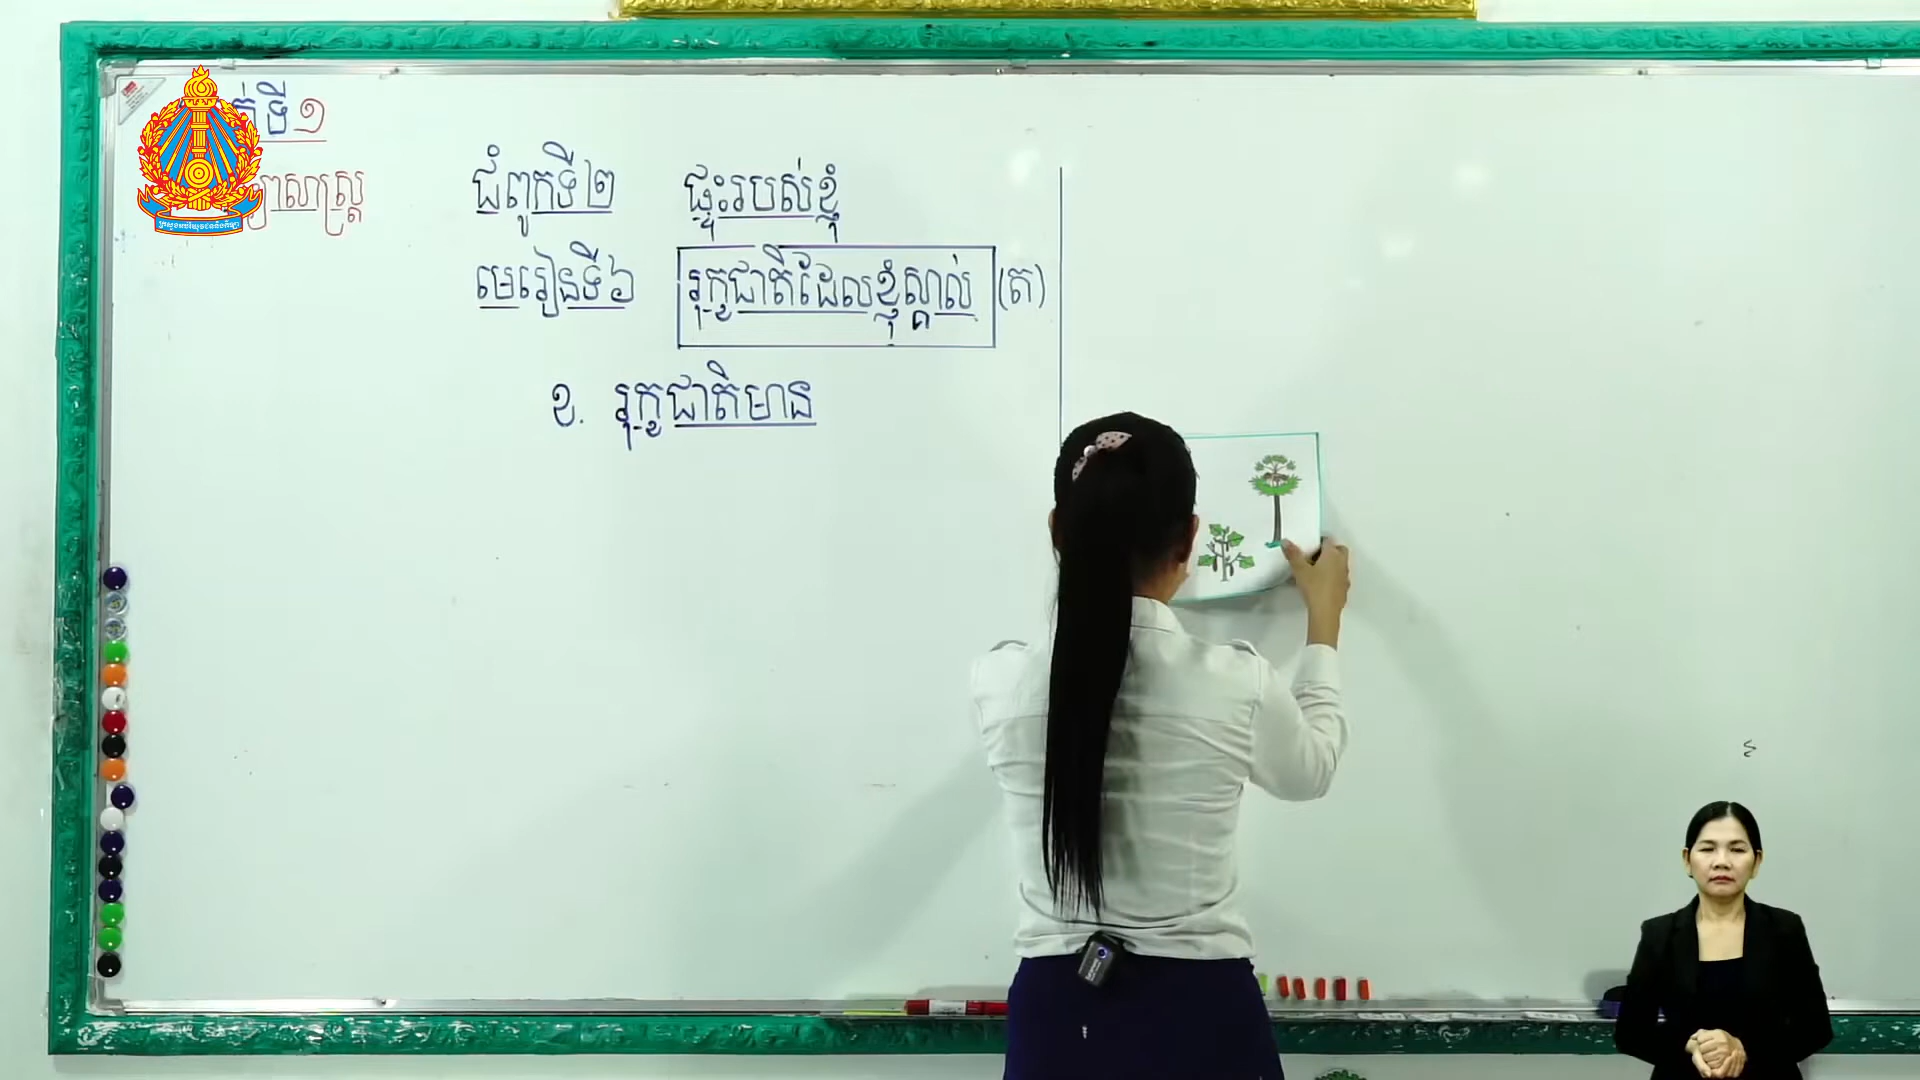 ទី១
ជំពូកទី២ ផ្ទះរបស់ខ្ញុំ
មេរៀនទី៦ រុក្ខជាតិដែលខ្ញុំស្គាល់ (ត)
ខ. រុក្ខជាតិមាន